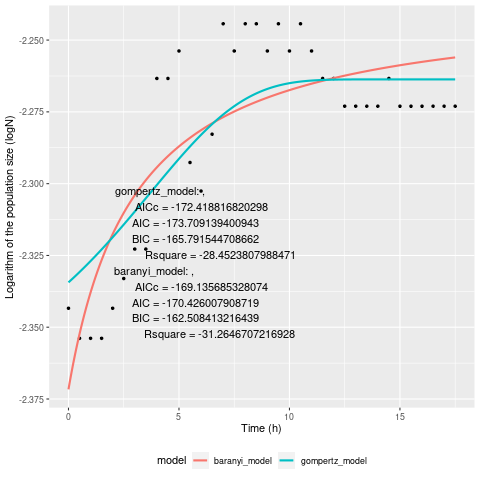 -2.250
-2.275
-2.300
-2.325
-2.350
-2.375
Logarithm of the population size (logN)
gompertz_model: ,
AICc = -172.418816820298
AIC = -173.709139400943
BIC = -165.791544708662
Rsquare = -28.4523807988471
baranyi_model: ,
AICc = -169.135685328074
AIC = -170.426007908719
BIC = -162.508413216439
Rsquare = -31.2646707216928
0 5 10 15
Time (h)
model baranyi_model gompertz_model